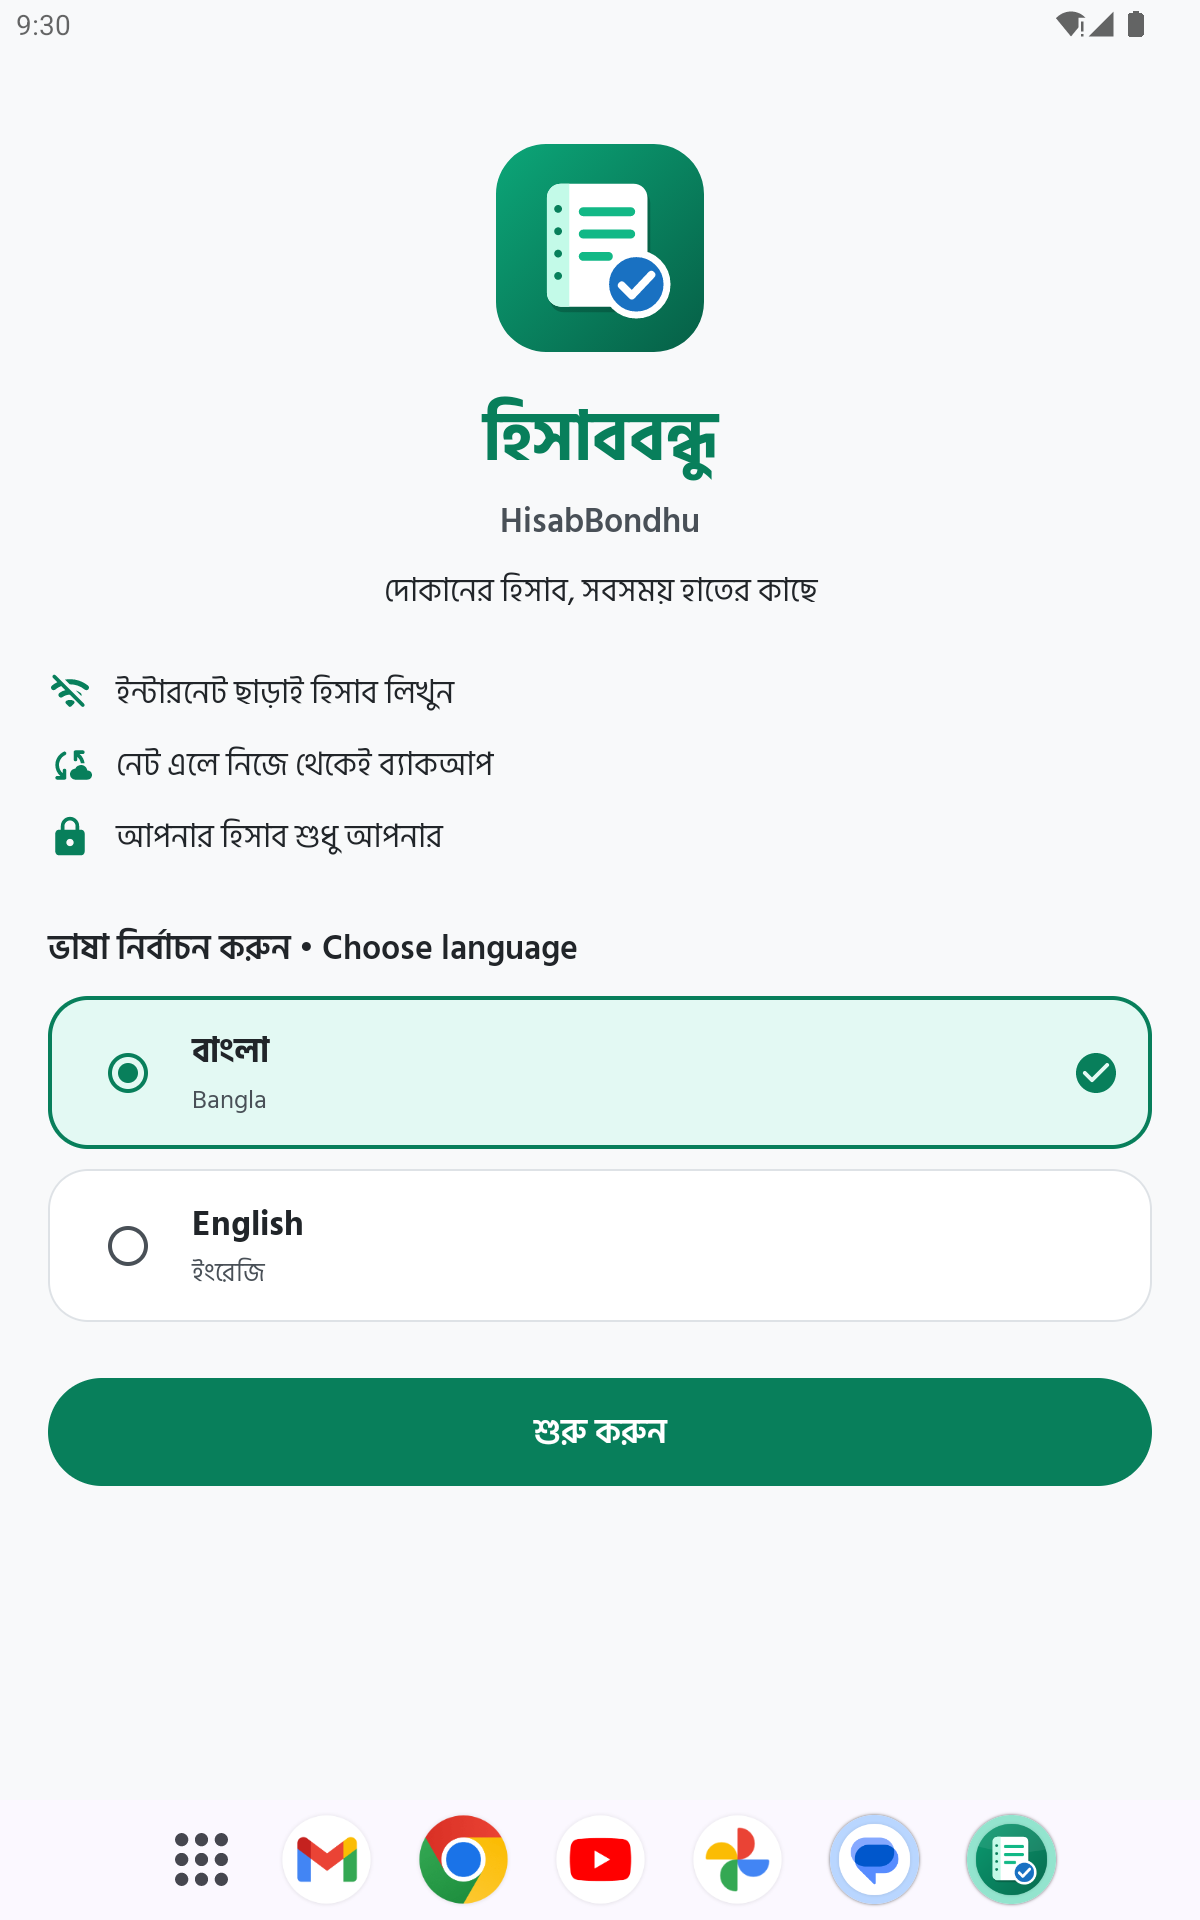 9:30
হিসাববন্ধু
HisabBondhu
দোকানের হিসাব, সবসময় হাতের কাছে
ইন্টারনেট ছাড়াই হিসাব লিখুন
নেট এলে নিজে থেকেই ব্যাকআপ
আপনার হিসাব শুধু আপনার
ভাষা নির্বাচন করুন • Choose language
বাংলা
Bangla
English
ইংরেজি
শুরু করুন